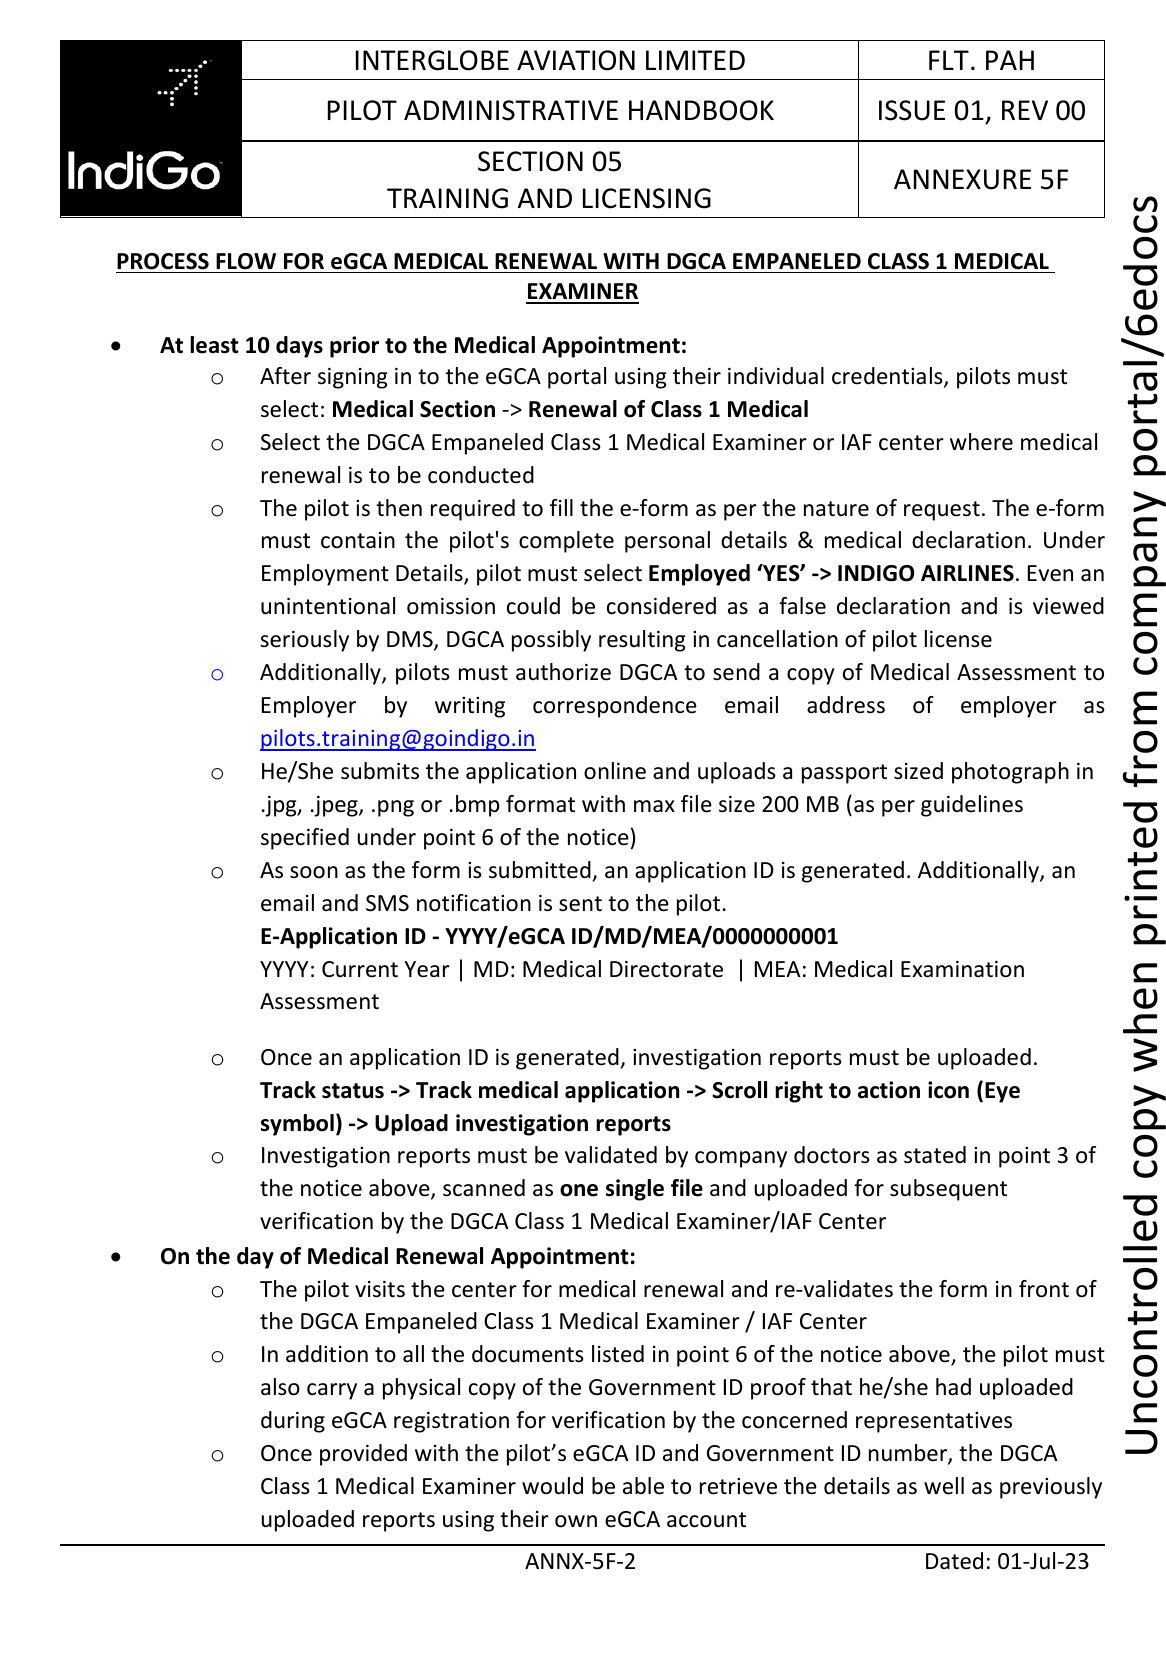 INTERGLOBE AVIATION LIMITED
FLT. PAH
PILOT ADMINISTRATIVE HANDBOOK
ISSUE 01, REV 00
IndiGo
SECTION 05
TRAINING AND LICENSING
ANNEXURE 5F
PROCESS FLOW FOR eGCA MEDICAL RENEWAL WITH DGCA EMPANELED CLASS 1 MEDICAL
EXAMINER
• At least 10 days prior to the Medical Appointment:
o After signing in to the eGCA portal using their individual credentials, pilots must
select: Medical Section -> Renewal of Class 1 Medical
o Select the DGCA Empaneled Class 1 Medical Examiner or IAF center where medical
renewal is to be conducted
o The pilot is then required to fill the e-form as per the nature of request. The e-form
must contain the pilot's complete personal details & medical declaration. Under
Employment Details, pilot must select Employed ‘YES’ -> INDIGO AIRLINES. Even an
unintentional omission could be considered as a false declaration and is viewed
seriously by DMS, DGCA possibly resulting in cancellation of pilot license
o Additionally, pilots must authorize DGCA to send a copy of Medical Assessment to
Employer by writing correspondence email address of employer as
pilots.training@goindigo.in
o He/She submits the application online and uploads a passport sized photograph in
.jpg, .jpeg, .png or .bmp format with max file size 200 MB (as per guidelines
specified under point 6 of the notice)
o As soon as the form is submitted, an application ID is generated. Additionally, an
email and SMS notification is sent to the pilot.
E-Application ID - YYYY/eGCA ID/MD/MEA/0000000001
YYYY: Current Year | MD: Medical Directorate | MEA: Medical Examination
Assessment
o Once an application ID is generated, investigation reports must be uploaded.
Track status -> Track medical application -> Scroll right to action icon (Eye
symbol) -> Upload investigation reports
o Investigation reports must be validated by company doctors as stated in point 3 of
the notice above, scanned as one single file and uploaded for subsequent
verification by the DGCA Class 1 Medical Examiner/IAF Center
• On the day of Medical Renewal Appointment:
o The pilot visits the center for medical renewal and re-validates the form in front of
the DGCA Empaneled Class 1 Medical Examiner / IAF Center
o In addition to all the documents listed in point 6 of the notice above, the pilot must
also carry a physical copy of the Government ID proof that he/she had uploaded
during eGCA registration for verification by the concerned representatives
o Once provided with the pilot’s eGCA ID and Government ID number, the DGCA
Class 1 Medical Examiner would be able to retrieve the details as well as previously
uploaded reports using their own eGCA account
ANNX-5F-2
Dated: 01-Jul-23
Uncontrolled copy when printed from company portal/6edocs